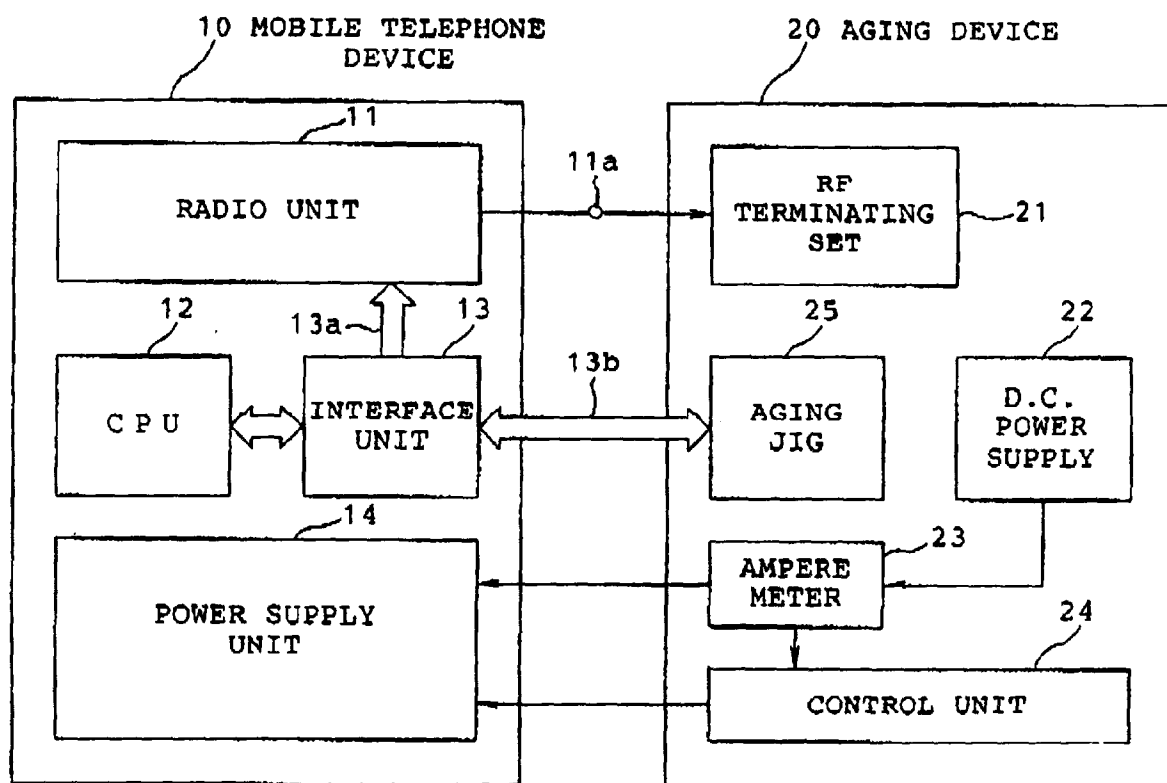 10 MOBILE TELEPHONE
DEVICE
20 AGING DEVICE
11
RADIO UNIT
11a
RF
TERMINATING
SET
21
12
13a
13
CPU
INTERFACE
UNIT
13b
25
AGING
JIG
22
D.C.
POWER
SUPPLY
14
POWER SUPPLY
UNIT
AMPERE
METER
23
24
CONTROL UNIT